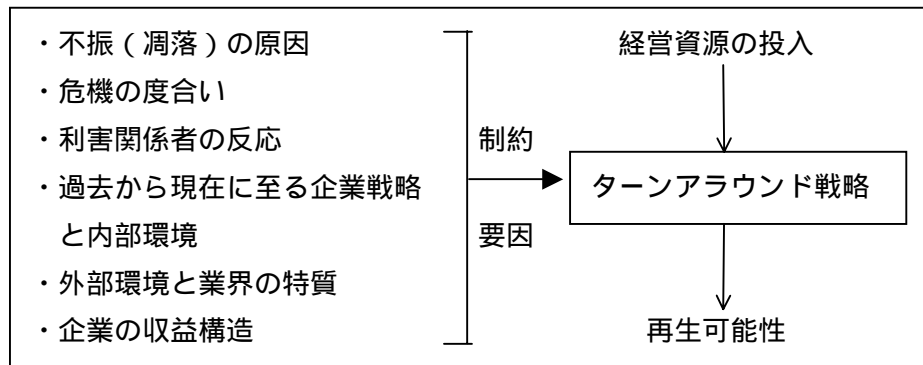 ・不振（凋落）の原因
・危機の度合い
・利害関係者の反応
・過去から現在に至る企業戦略
と内部環境
・外部環境と業界の特質
・企業の収益構造
制約
要因
経営資源の投入
ターンアラウンド戦略
再生可能性